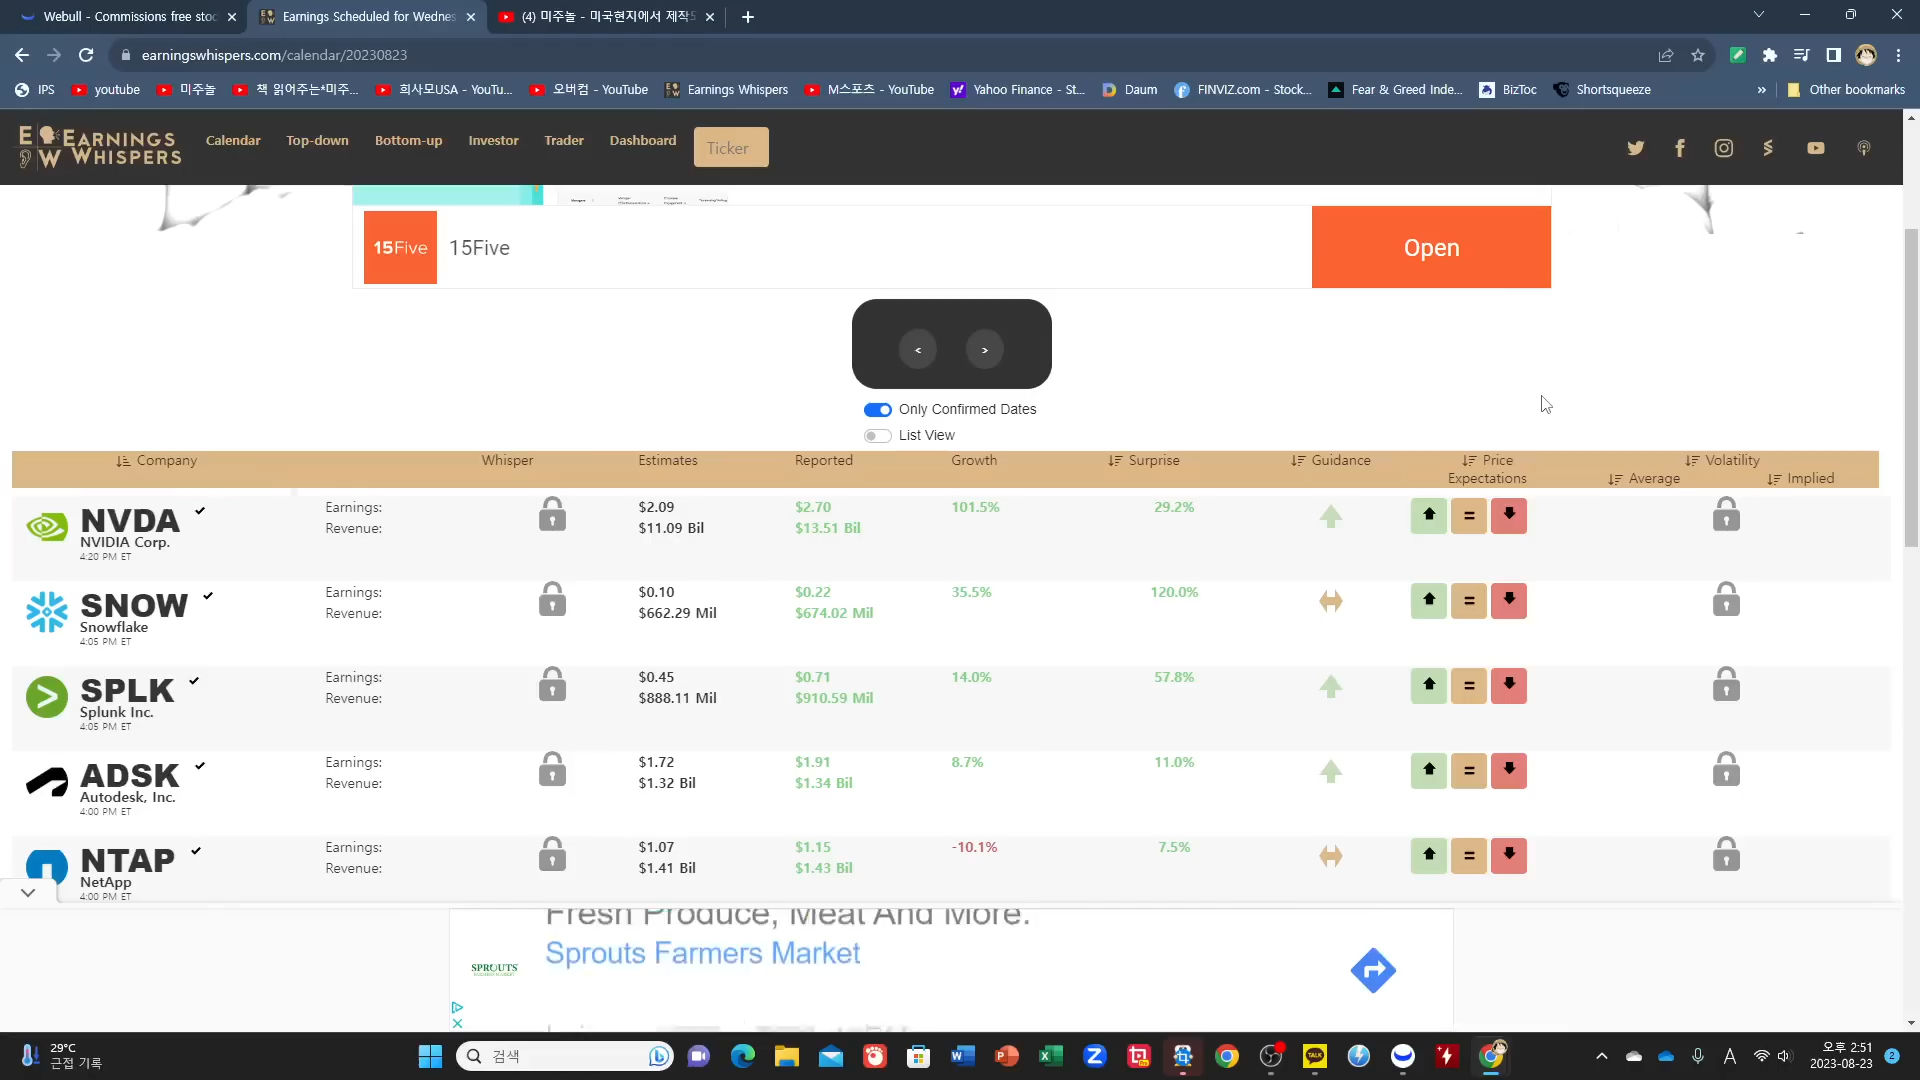 Webull - Commissions free stoc
Earnings Scheduled for Wednes
(4) 미주놀 - 미국현지에서 제작5
earningswhispers.com/calendar/20230823
IPS
youtube
미주놀
책 읽어주는*미주...
희사모USA - YouTu...
오버컴 - YouTube
Earnings Whispers
M스포츠 - YouTube
Yahoo Finance - St...
Daum
FINVIZ.com - Stock...
Fear & Greed Inde...
BizToc
Shortsqueeze
»
Other bookmarks
EARNINGS
WHISPERS
Calendar
Top-down
Bottom-up
Investor
Trader
Dashboard
Ticker
15Five
15Five
Open
<
>
Only Confirmed Dates
List View
Company
Whisper
Estimates
Reported
Growth
Surprise
Guidance
Price
Expectations
Volatility
Average
Implied
NVDA
NVIDIA Corp.
4:20 PM ET
Earnings: $2.09 $2.70 101.5% 29.2%
Revenue: $11.09 Bil $13.51 Bil
=
SNOW
Snowflake
4:05 PM ET
Earnings: $0.10 $0.22 35.5% 120.0%
Revenue: $662.29 Mil $674.02 Mil
=
SPLK
Splunk Inc.
4:05 PM ET
Earnings: $0.45 $0.71 14.0% 57.8%
Revenue: $888.11 Mil $910.59 Mil
=
ADSK
Autodesk, Inc.
4:00 PM ET
Earnings: $1.72 $1.91 8.7% 11.0%
Revenue: $1.32 Bil $1.34 Bil
=
NTAP
NetApp
4:00 PM ET
Earnings: $1.07 $1.15 -10.1% 7.5%
Revenue: $1.41 Bil $1.43 Bil
=
Fresh Produce, Meat And More.
Sprouts Farmers Market
SPROUTS
29°C
근접 기록
검색
TALK
A
오후 2:51
2023-08-23
2